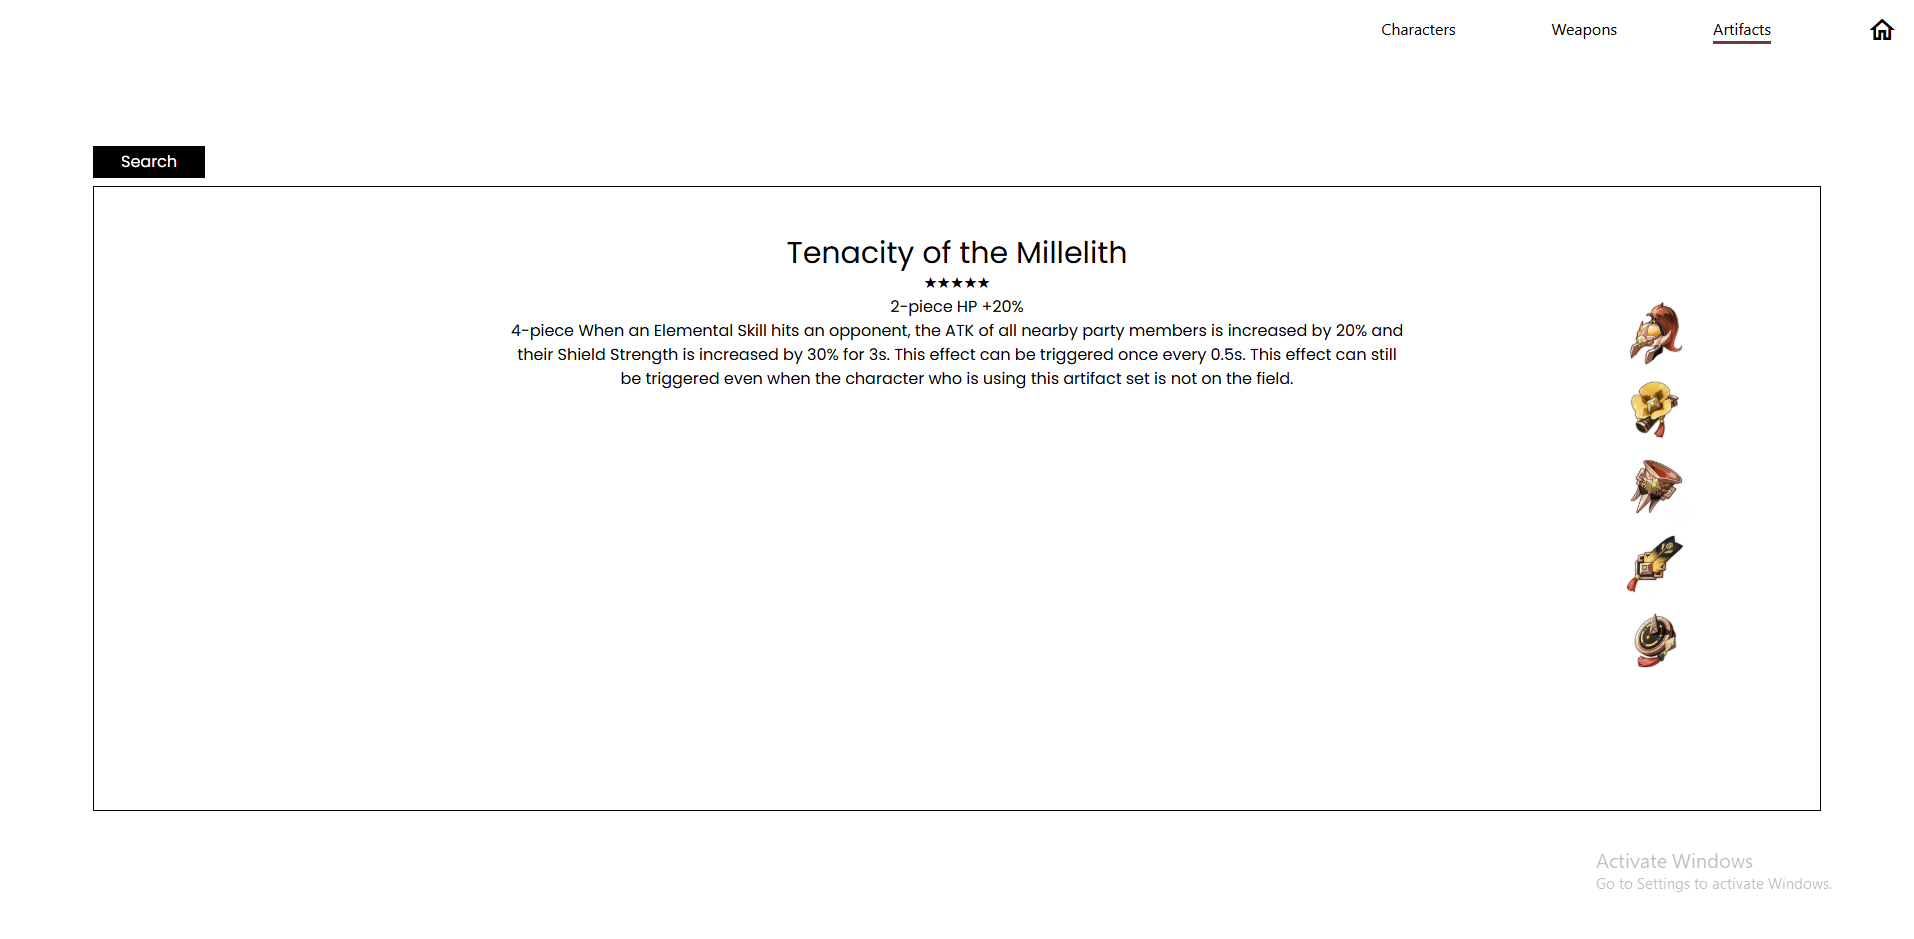 Characters
Weapons
Artifacts
Search
Tenacity of the Millelith
★★★★★
2-piece HP +20%
4-piece When an Elemental Skill hits an opponent, the ATK of all nearby party members is increased by 20% and
their Shield Strength is increased by 30% for 3s. This effect can be triggered once every 0.5s. This effect can still
be triggered even when the character who is using this artifact set is not on the field.
Activate Windows
Go to Settings to activate Windows.